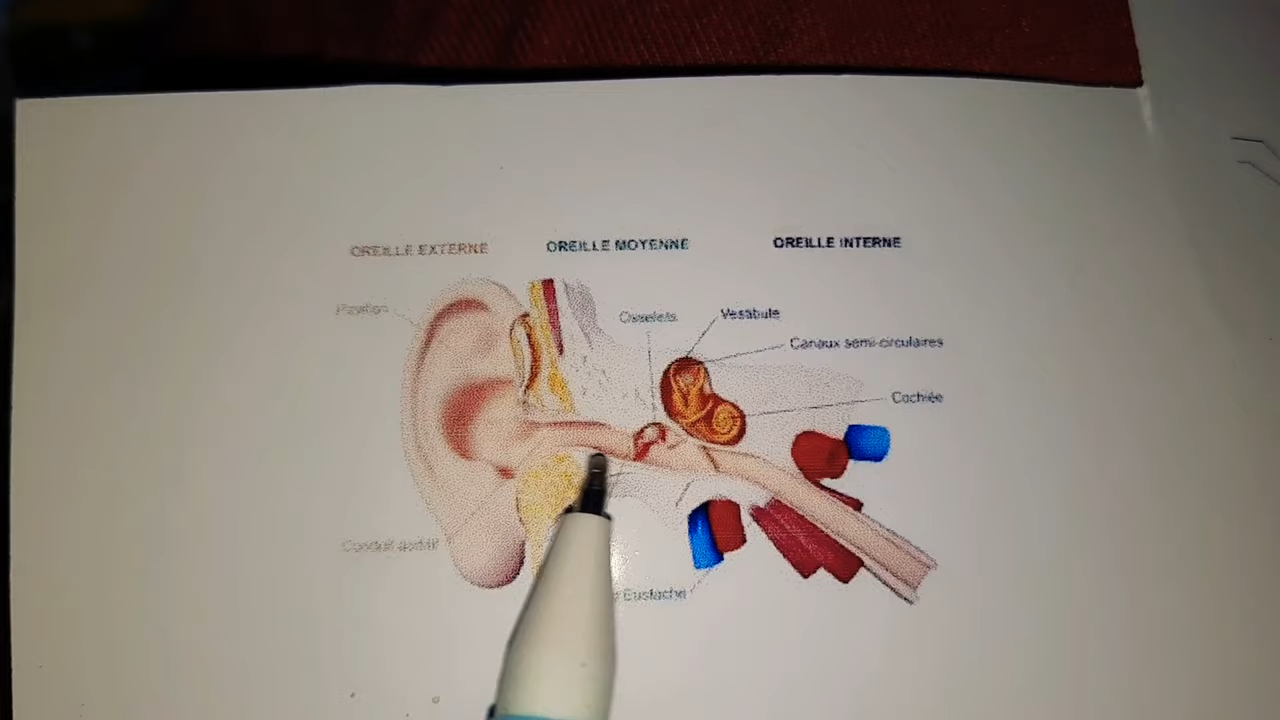 OREILLE EXTERNE
OREILLE MOYENNE
OREILLE INTERNE
Pavillon
Osselets
Vestibule
Canaux semi-circulaires
Cochlée
Conduit auditif
Eustache